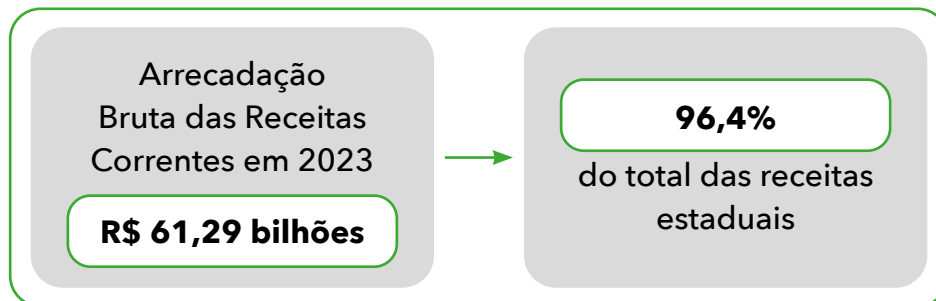 Arrecadação
Bruta das Receitas
Correntes em 2023
R$ 61,29 bilhões
96,4%
do total das receitas
estaduais